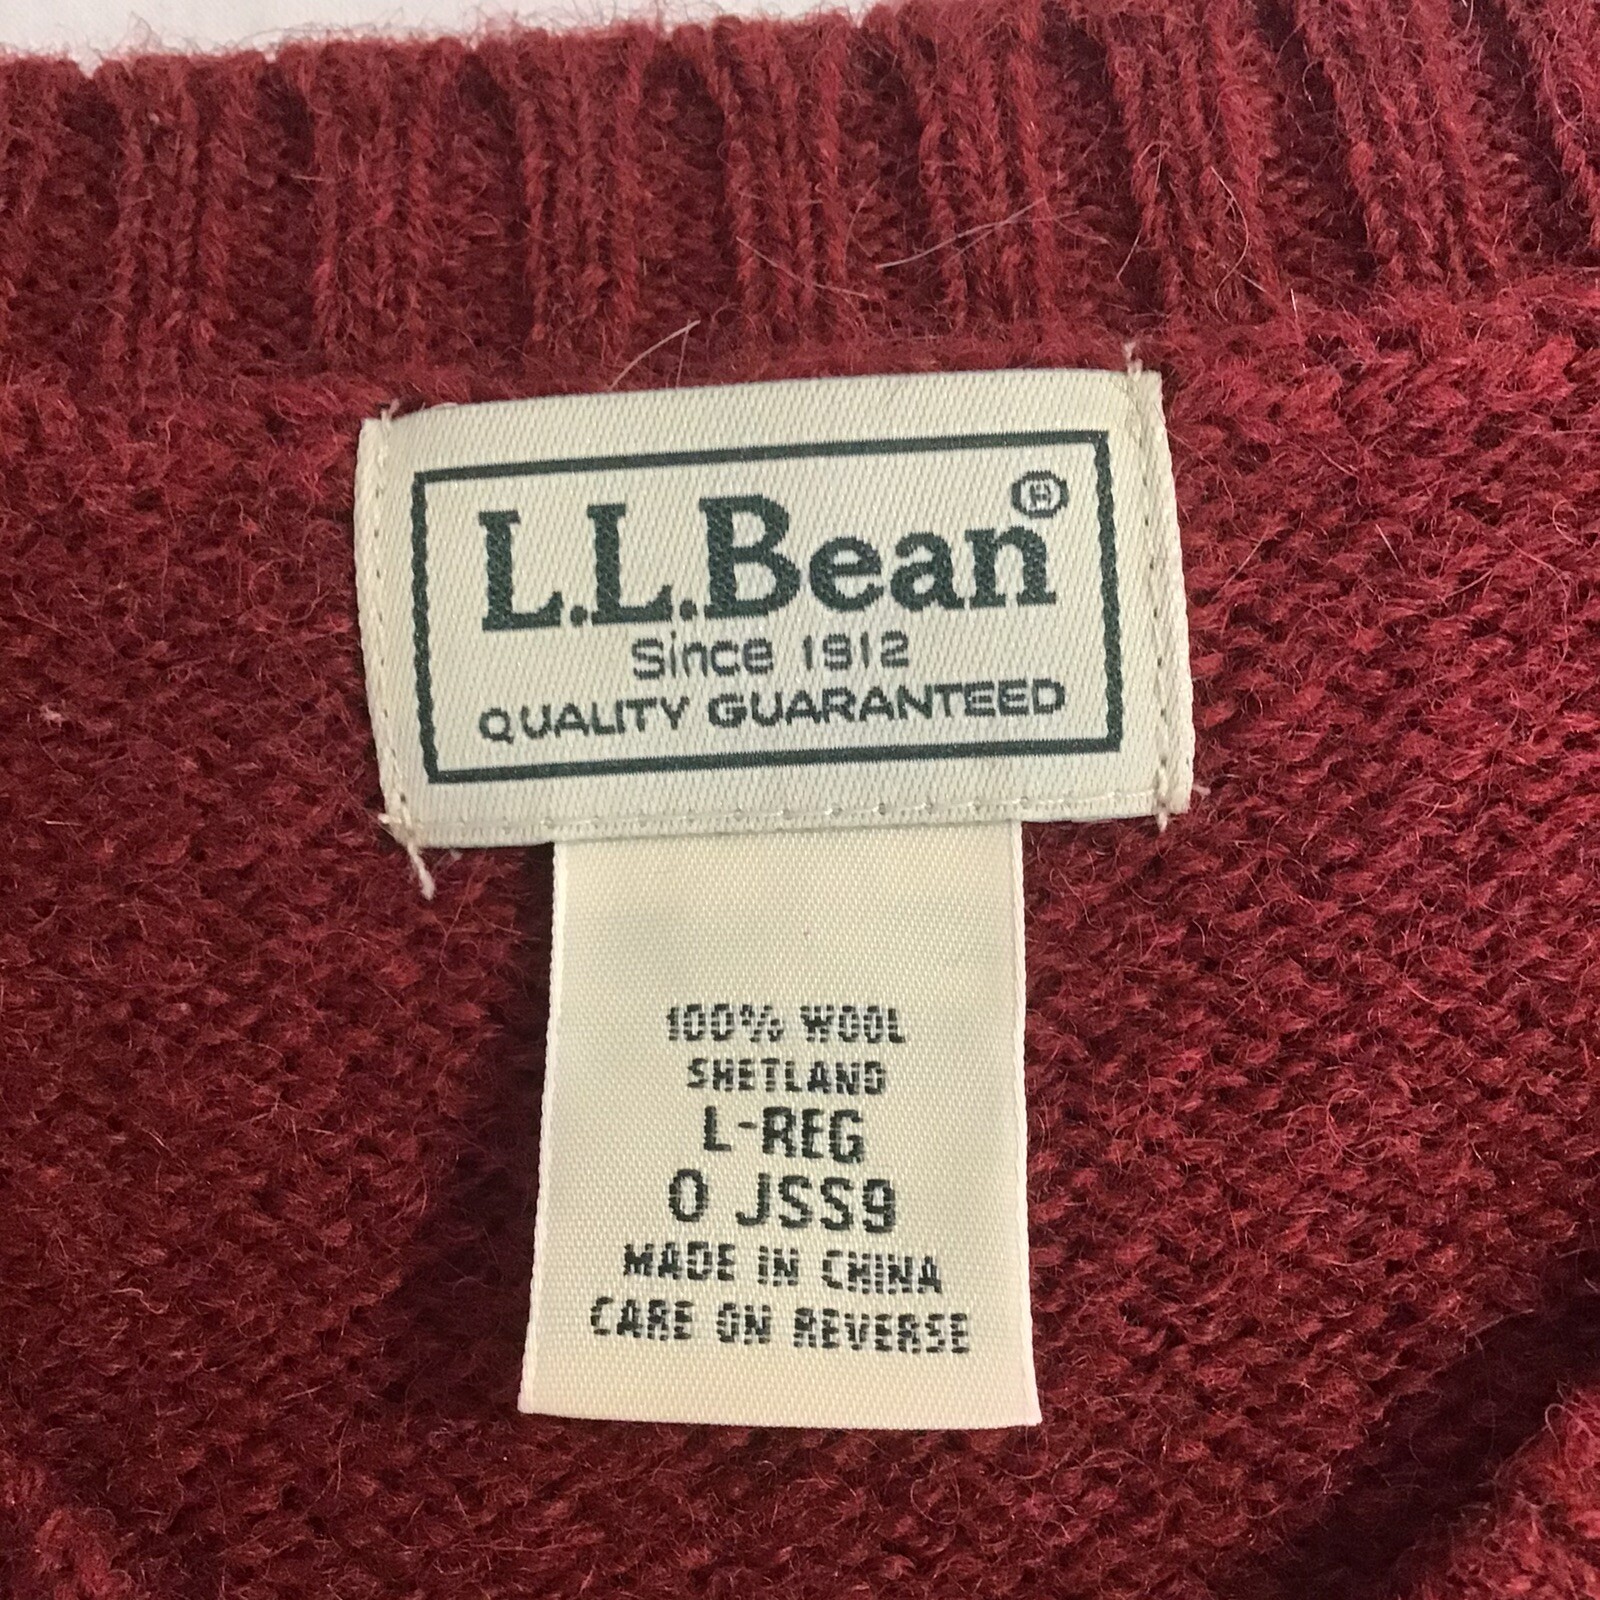 L.L.Bean®
Since 1912
QUALITY GUARANTEED
100% WOOL
SHETLAND
L-REG
0 JSS9
MADE IN CHINA
CARE ON REVERSE